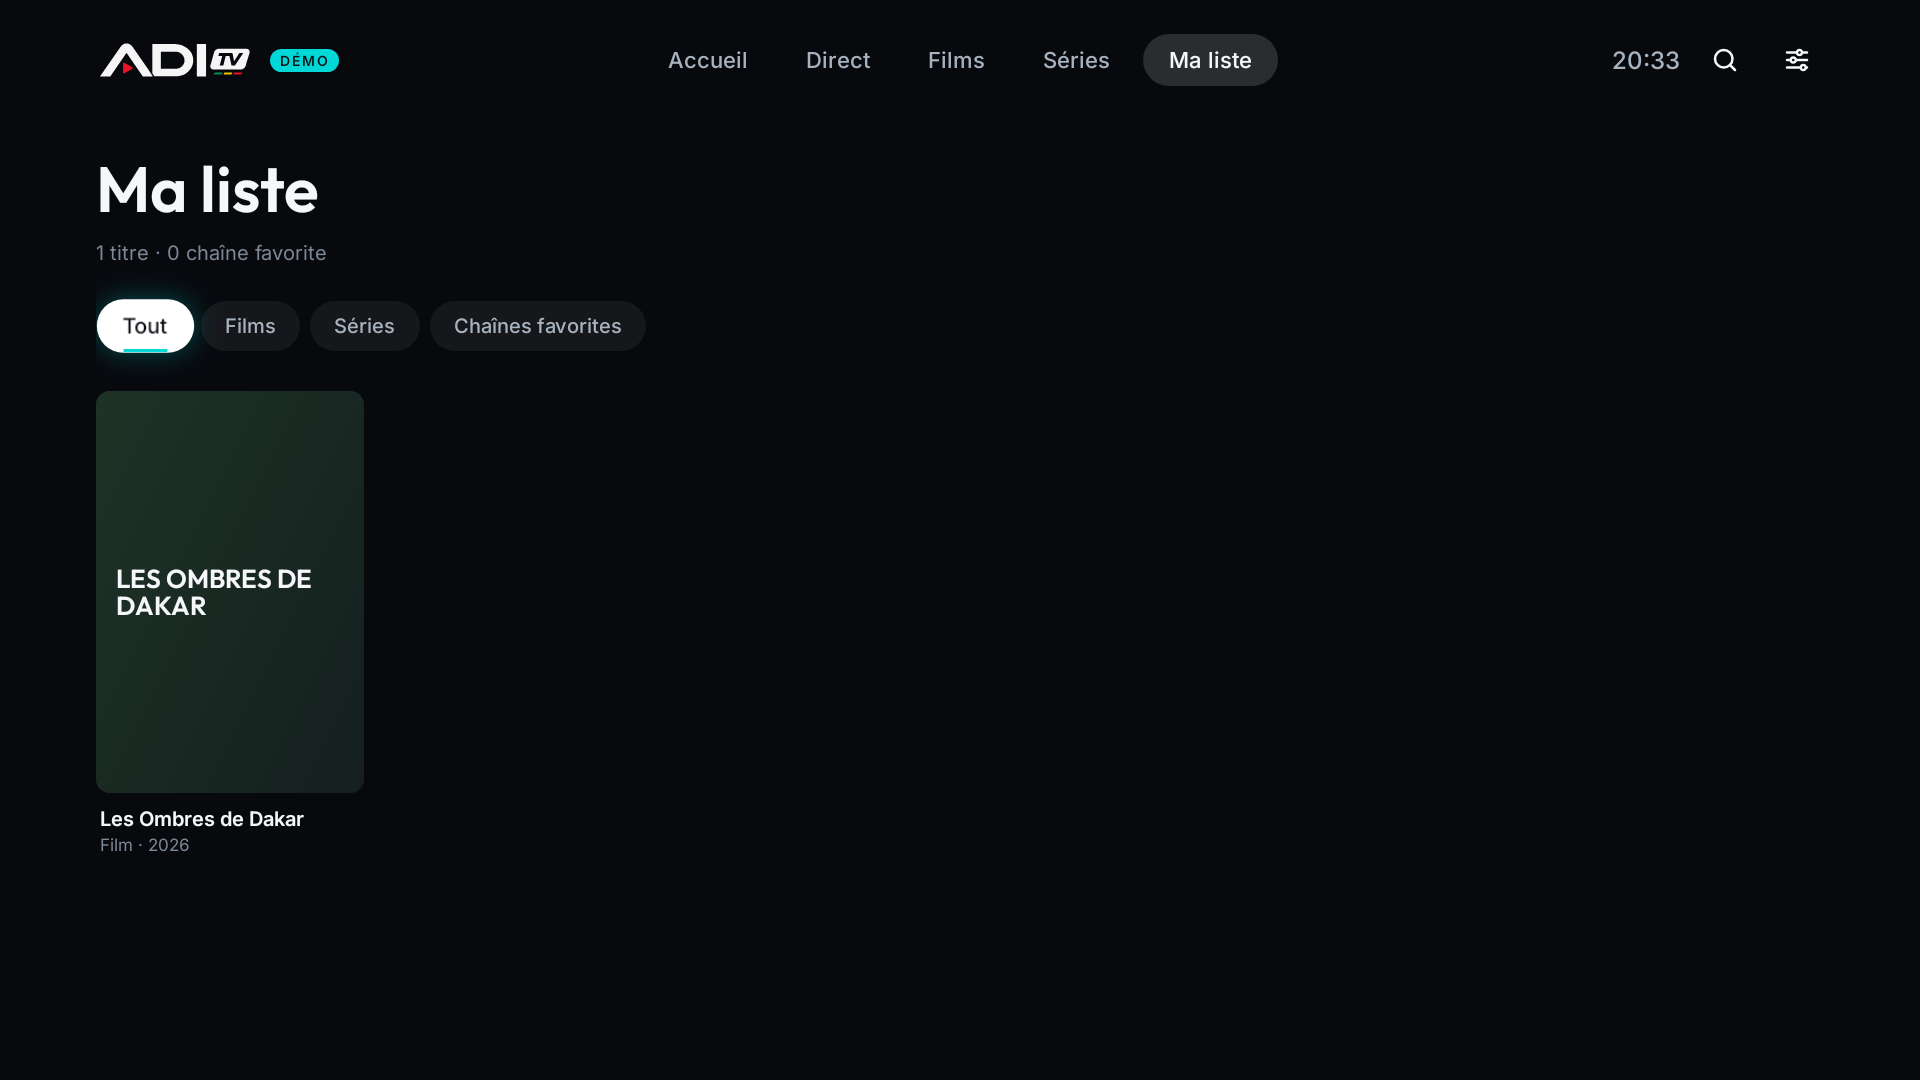 ADI TV DÉMO Accueil Direct Films Séries Ma liste 20:33
Ma liste
1 titre · 0 chaîne favorite
Tout Films Séries Chaînes favorites
LES OMBRES DE
DAKAR
Les Ombres de Dakar
Film · 2026